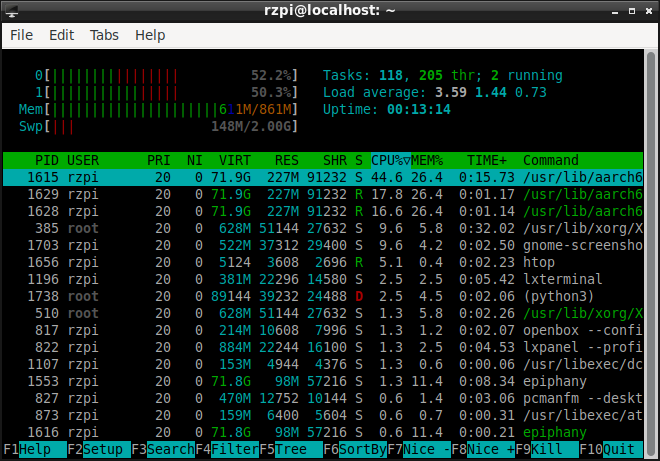 rzpi@localhost: ~
File Edit Tabs Help
0[||||||||||||||||| 52.2%] Tasks: 118, 205 thr; 2 running
1[||||||||||||||||| 50.3%] Load average: 3.59 1.44 0.73
Mem[|||||||||||||||||||||6|1M/861M] Uptime: 00:13:14
Swp[||| 148M/2.00G]
PID USER PRI NI VIRT RES SHR S CPU%▽MEM% TIME+ Command
1615 rzpi 20 0 71.9G 227M 91232 S 44.6 26.4 0:15.73 /usr/lib/aarch6
1629 rzpi 20 0 71.9G 227M 91232 R 17.8 26.4 0:01.17 /usr/lib/aarch6
1628 rzpi 20 0 71.9G 227M 91232 R 16.6 26.4 0:01.14 /usr/lib/aarch6
385 root 20 0 628M 51144 27632 S 9.6 5.8 0:32.02 /usr/lib/xorg/X
1703 rzpi 20 0 522M 37312 29400 S 9.6 4.2 0:02.50 gnome-screensho
1656 rzpi 20 0 5124 3608 2696 R 5.1 0.4 0:02.23 htop
1196 rzpi 20 0 381M 22296 14580 S 2.5 2.5 0:05.42 lxterminal
1738 root 20 0 89144 39232 24488 D 2.5 4.5 0:02.06 (python3)
510 root 20 0 628M 51144 27632 S 1.3 5.8 0:02.26 /usr/lib/xorg/X
817 rzpi 20 0 214M 10608 7996 S 1.3 1.2 0:02.07 openbox --confi
822 rzpi 20 0 884M 22244 16100 S 1.3 2.5 0:04.53 lxpanel --profi
1107 rzpi 20 0 153M 4944 4376 S 1.3 0.6 0:00.06 /usr/libexec/dc
1553 rzpi 20 0 71.8G 98M 57216 S 1.3 11.4 0:08.34 epiphany
827 rzpi 20 0 470M 12752 10144 S 0.6 1.4 0:03.06 pcmanfm --deskt
873 rzpi 20 0 159M 6400 5604 S 0.6 0.7 0:00.31 /usr/libexec/at
1616 rzpi 20 0 71.8G 98M 57216 S 0.6 11.4 0:00.21 epiphany
F1Help F2Setup F3SearchF4FilterF5Tree F6SortByF7Nice -F8Nice +F9Kill F10Quit